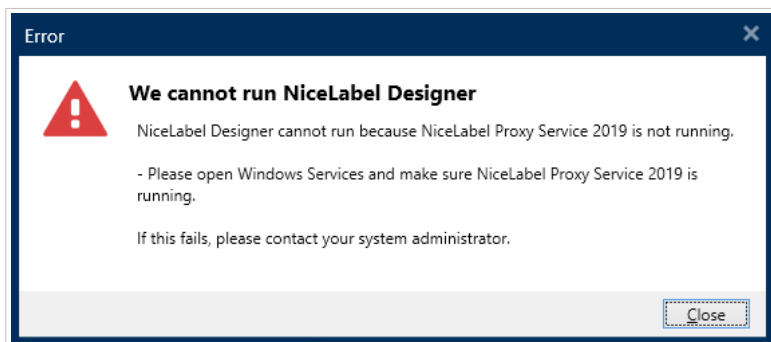 Error
We cannot run NiceLabel Designer
NiceLabel Designer cannot run because NiceLabel Proxy Service 2019 is not running.
- Please open Windows Services and make sure NiceLabel Proxy Service 2019 is
running.
If this fails, please contact your system administrator.
Close